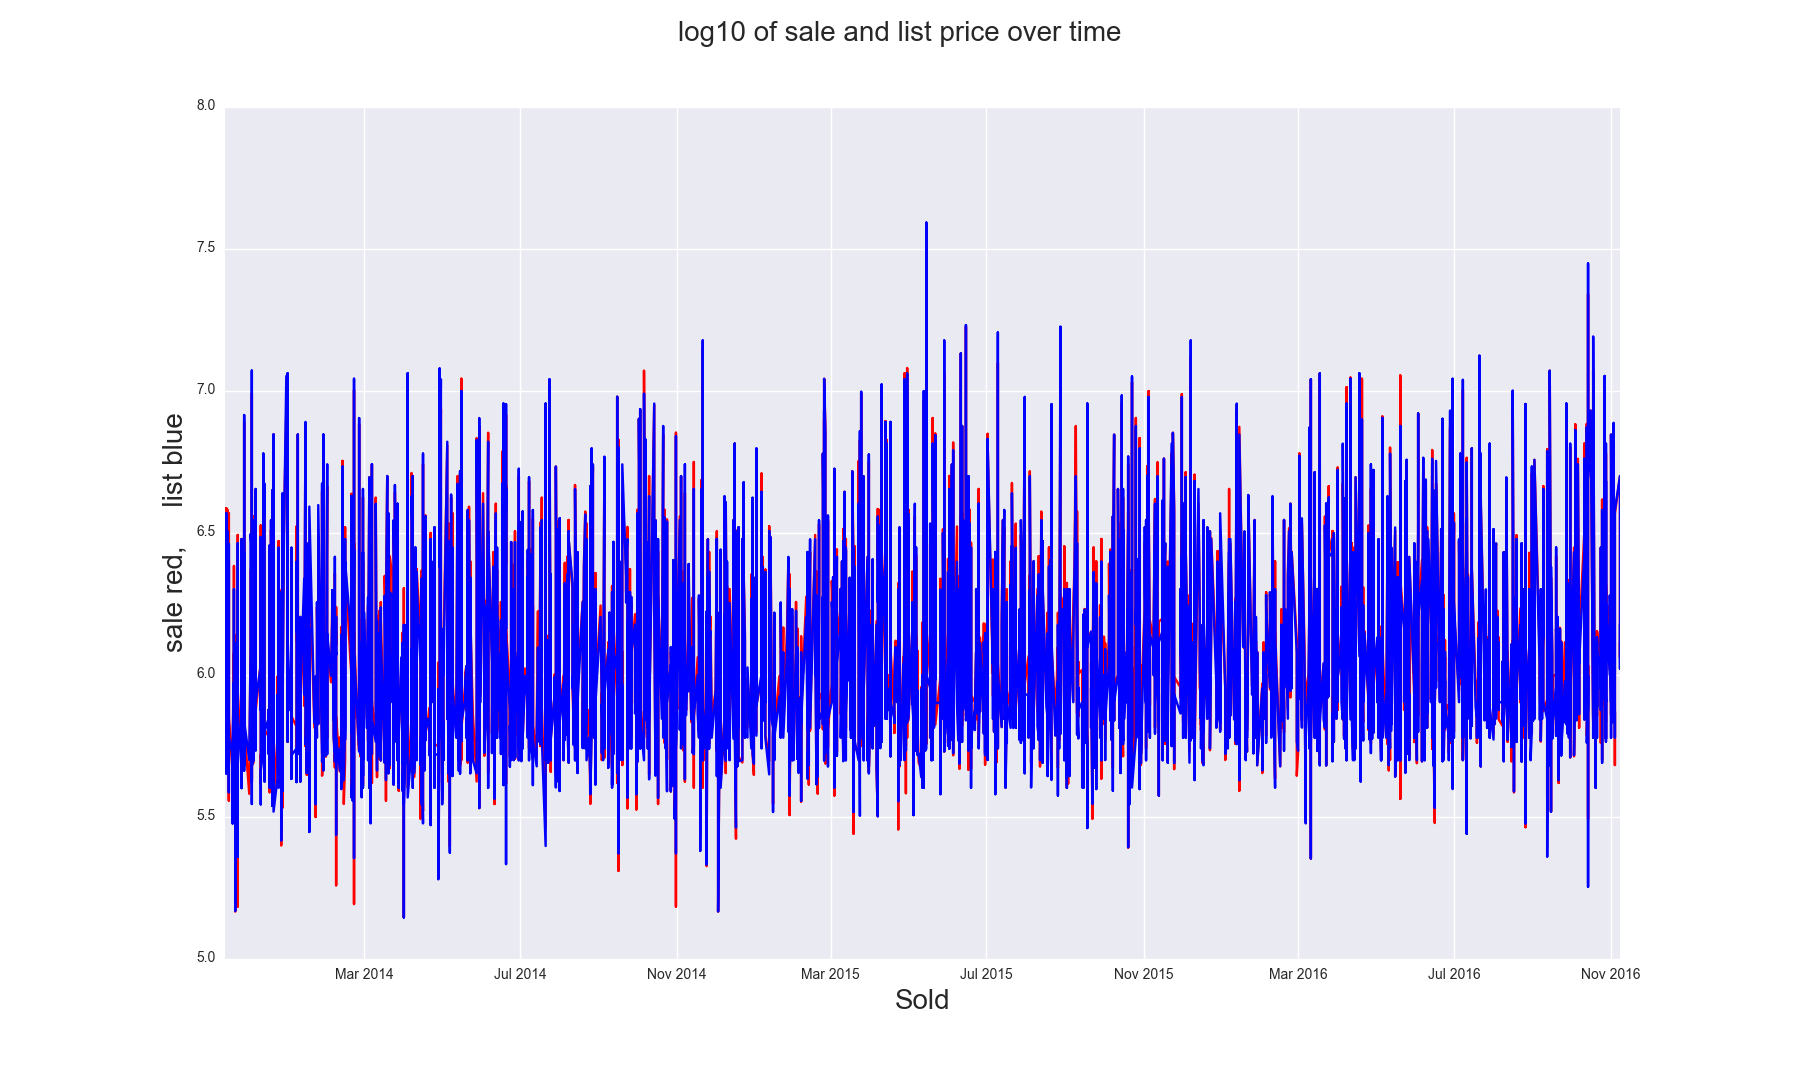 log10 of sale and list price over time
8.0
7.5
7.0
6.5
6.0
5.5
5.0
sale red,   list blue
Mar 2014 Jul 2014 Nov 2014 Mar 2015 Jul 2015 Nov 2015 Mar 2016 Jul 2016 Nov 2016
Sold